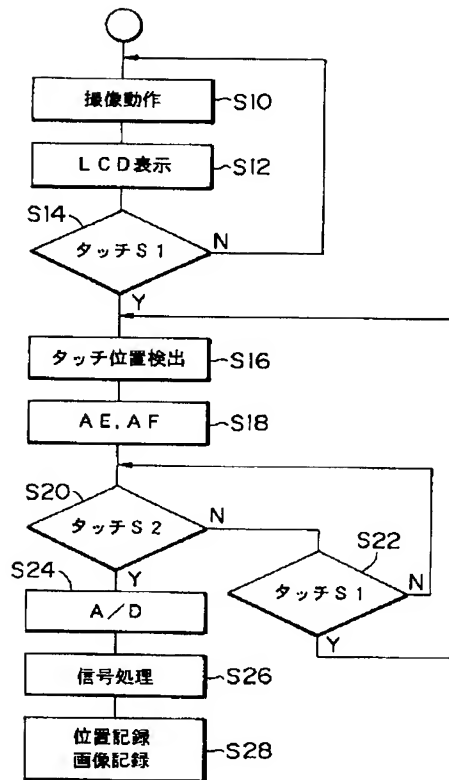 撮像動作
S10
LCD表示
S12
S14
タッチS1
N
Y
タッチ位置検出
S16
AE,AF
S18
S20
タッチS2
N
Y
S22
タッチS1
N
Y
S24
A/D
信号処理
S26
位置記録
画像記録
S28